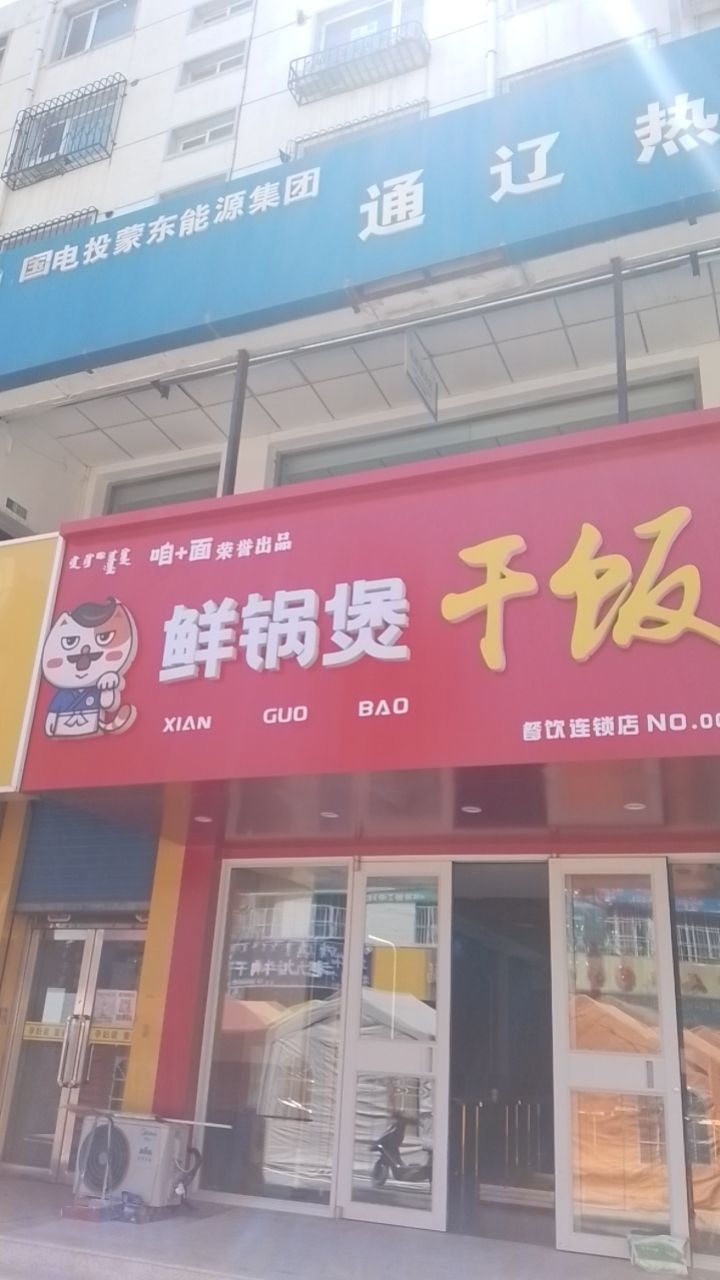 国电投蒙东能源集团 通辽热
咱+面荣誉出品
鲜锅煲 干饭
XIAN GUO BAO
餐饮连锁店 NO.00